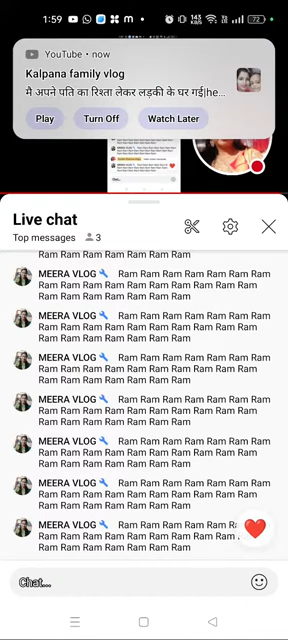 1:59
143
KB/S
72
YouTube • now
Kalpana family vlog
मै अपने पति का रिश्ता लेकर लड़की के घर गई|he...
Play
Turn Off
Watch Later
Live chat
Top messages 3
Ram Ram Ram Ram Ram Ram Ram
MEERA VLOG Ram Ram Ram Ram Ram Ram
Ram Ram Ram Ram Ram Ram Ram Ram Ram
Ram Ram Ram Ram Ram Ram Ram
MEERA VLOG Ram Ram Ram Ram Ram Ram
Ram Ram Ram Ram Ram Ram Ram Ram Ram
Ram Ram Ram Ram Ram Ram Ram
MEERA VLOG Ram Ram Ram Ram Ram Ram
Ram Ram Ram Ram Ram Ram Ram Ram Ram
Ram Ram Ram Ram Ram Ram Ram
MEERA VLOG Ram Ram Ram Ram Ram Ram
Ram Ram Ram Ram Ram Ram Ram Ram Ram
Ram Ram Ram Ram Ram Ram Ram
MEERA VLOG Ram Ram Ram Ram Ram Ram
Ram Ram Ram Ram Ram Ram Ram Ram Ram
Ram Ram Ram Ram Ram Ram Ram
MEERA VLOG Ram Ram Ram Ram Ram Ram
Ram Ram Ram Ram Ram Ram Ram Ram Ram
Ram Ram Ram Ram Ram Ram Ram
MEERA VLOG Ram Ram Ram Ram
Ram Ram Ram Ram Ram Ram Ram Ram
Ram Ram Ram Ram Ram Ram Ram
Chat...